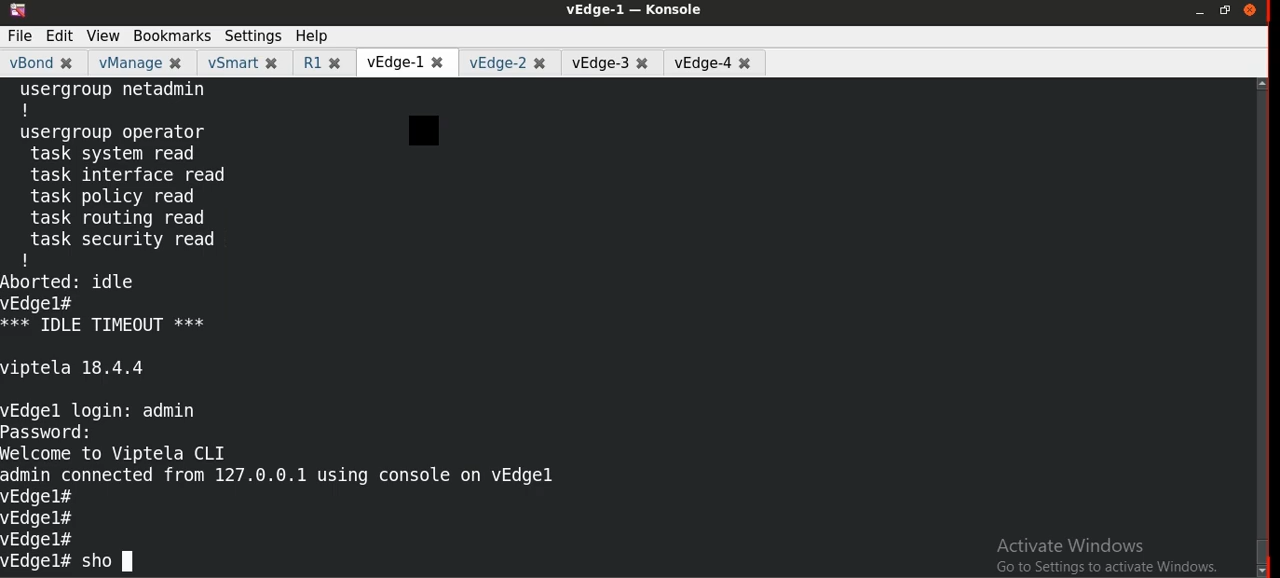 vEdge-1 — Konsole
File Edit View Bookmarks Settings Help
vBond vManage vSmart R1 vEdge-1 vEdge-2 vEdge-3 vEdge-4
usergroup netadmin
!
usergroup operator
task system read
task interface read
task policy read
task routing read
task security read
!
Aborted: idle
vEdge1#
*** IDLE TIMEOUT ***
viptela 18.4.4
vEdge1 login: admin
Password:
Welcome to Viptela CLI
admin connected from 127.0.0.1 using console on vEdge1
vEdge1#
vEdge1#
vEdge1#
vEdge1# sho
Activate Windows
Go to Settings to activate Windows.